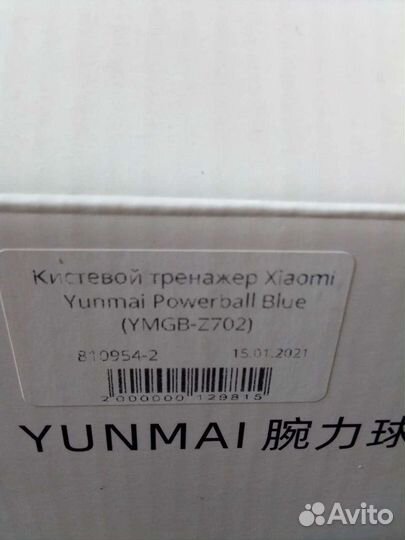 Кистевой тренажер Xiaomi
Yunmai Powerball Blue
(YMGB-Z702)
810954-2 15.01.2021
2000000129815
YUNMAI 腕力球
Avito